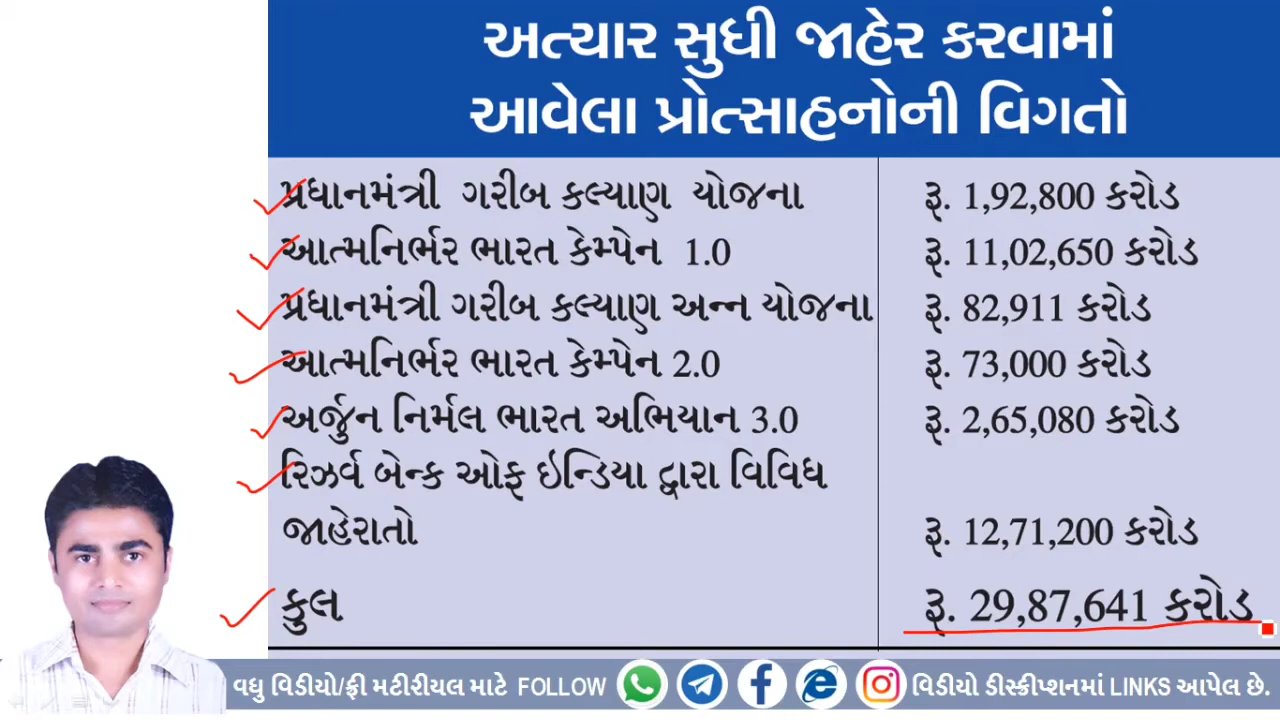 અત્યાર સુધી જાહેર કરવામાં
આવેલા પ્રોત્સાહનોની વિગતો
પ્રધાનમંત્રી ગરીબ કલ્યાણ યોજના રૂ. 1,92,800 કરોડ
આત્મનિર્ભર ભારત કેમ્પેન 1.0 રૂ. 11,02,650 કરોડ
પ્રધાનમંત્રી ગરીબ કલ્યાણ અન્ન યોજના રૂ. 82,911 કરોડ
આત્મનિર્ભર ભારત કેમ્પેન 2.0 રૂ. 73,000 કરોડ
અર્જુન નિર્મલ ભારત અભિયાન 3.0 રૂ. 2,65,080 કરોડ
રિઝર્વ બેન્ક ઓફ ઇન્ડિયા દ્વારા વિવિધ
જાહેરાતો રૂ. 12,71,200 કરોડ
કુલ રૂ. 29,87,641 કરોડ
વધુ વિડીયો/ફ્રી મટીરીયલ માટે FOLLOW વિડીયો ડીસ્ક્રીપ્શનમાં LINKS આપેલ છે.